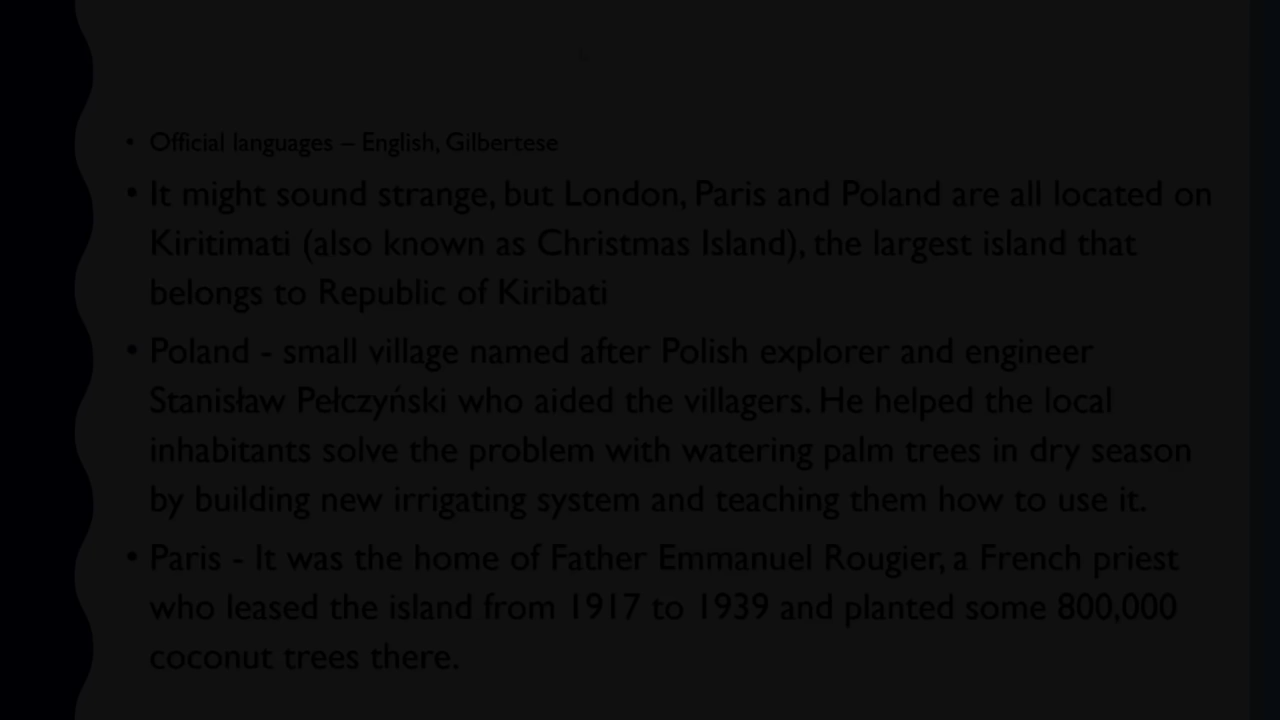 • Official languages – English, Gilbertese
• It might sound strange, but London, Paris and Poland are all located on
Kiritimati (also known as Christmas Island), the largest island that
belongs to Republic of Kiribati
• Poland - small village named after Polish explorer and engineer
Stanisław Pełczyński who aided the villagers. He helped the local
inhabitants solve the problem with watering palm trees in dry season
by building new irrigating system and teaching them how to use it.
• Paris - It was the home of Father Emmanuel Rougier, a French priest
who leased the island from 1917 to 1939 and planted some 800,000
coconut trees there.